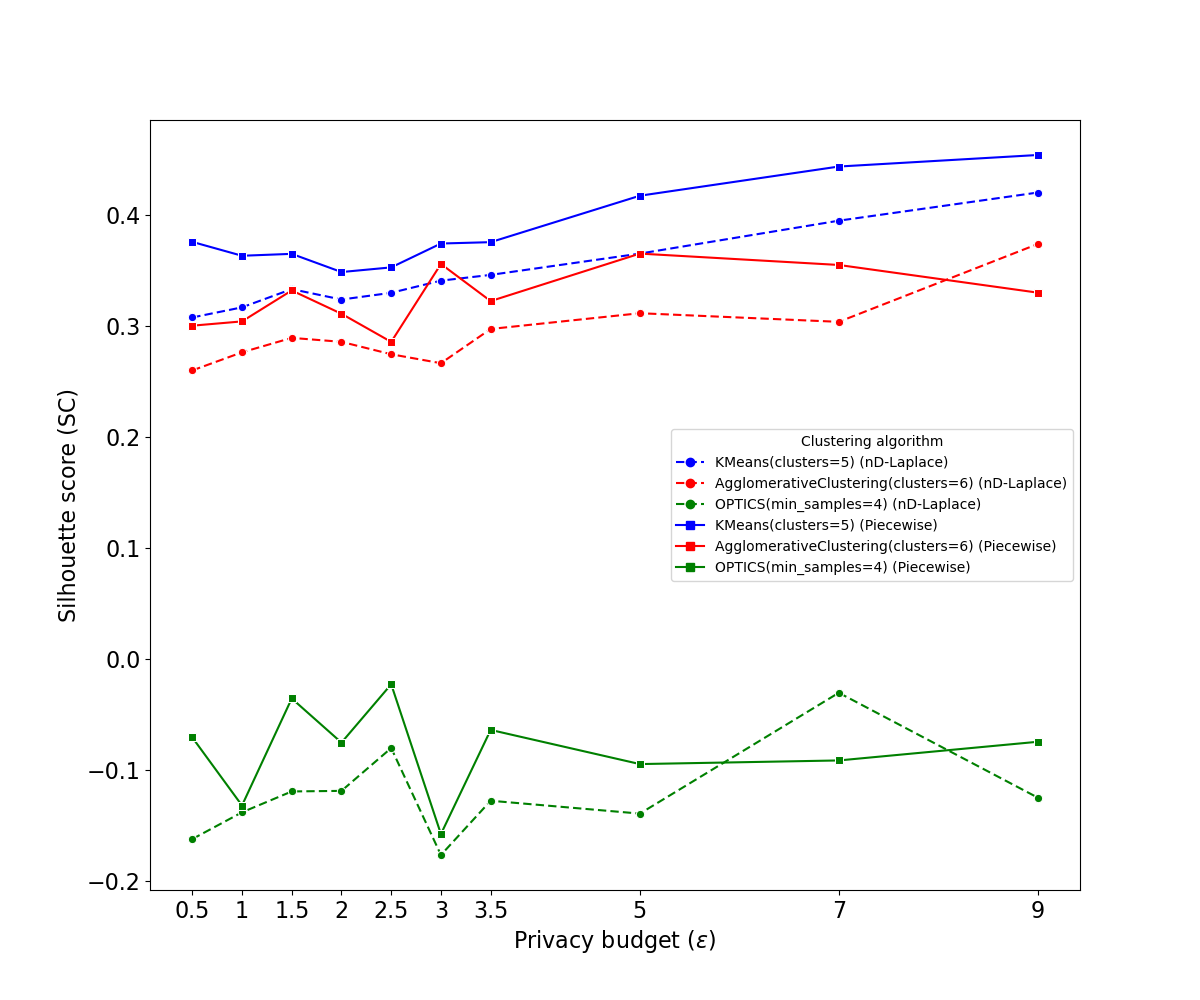 0.4
0.3
0.2
0.1
0.0
−0.1
−0.2
Silhouette score (SC)
Clustering algorithm
KMeans(clusters=5) (nD-Laplace)
AgglomerativeClustering(clusters=6) (nD-Laplace)
OPTICS(min_samples=4) (nD-Laplace)
KMeans(clusters=5) (Piecewise)
AgglomerativeClustering(clusters=6) (Piecewise)
OPTICS(min_samples=4) (Piecewise)
0.5 1 1.5 2 2.5 3 3.5 5 7 9
Privacy budget (ε)